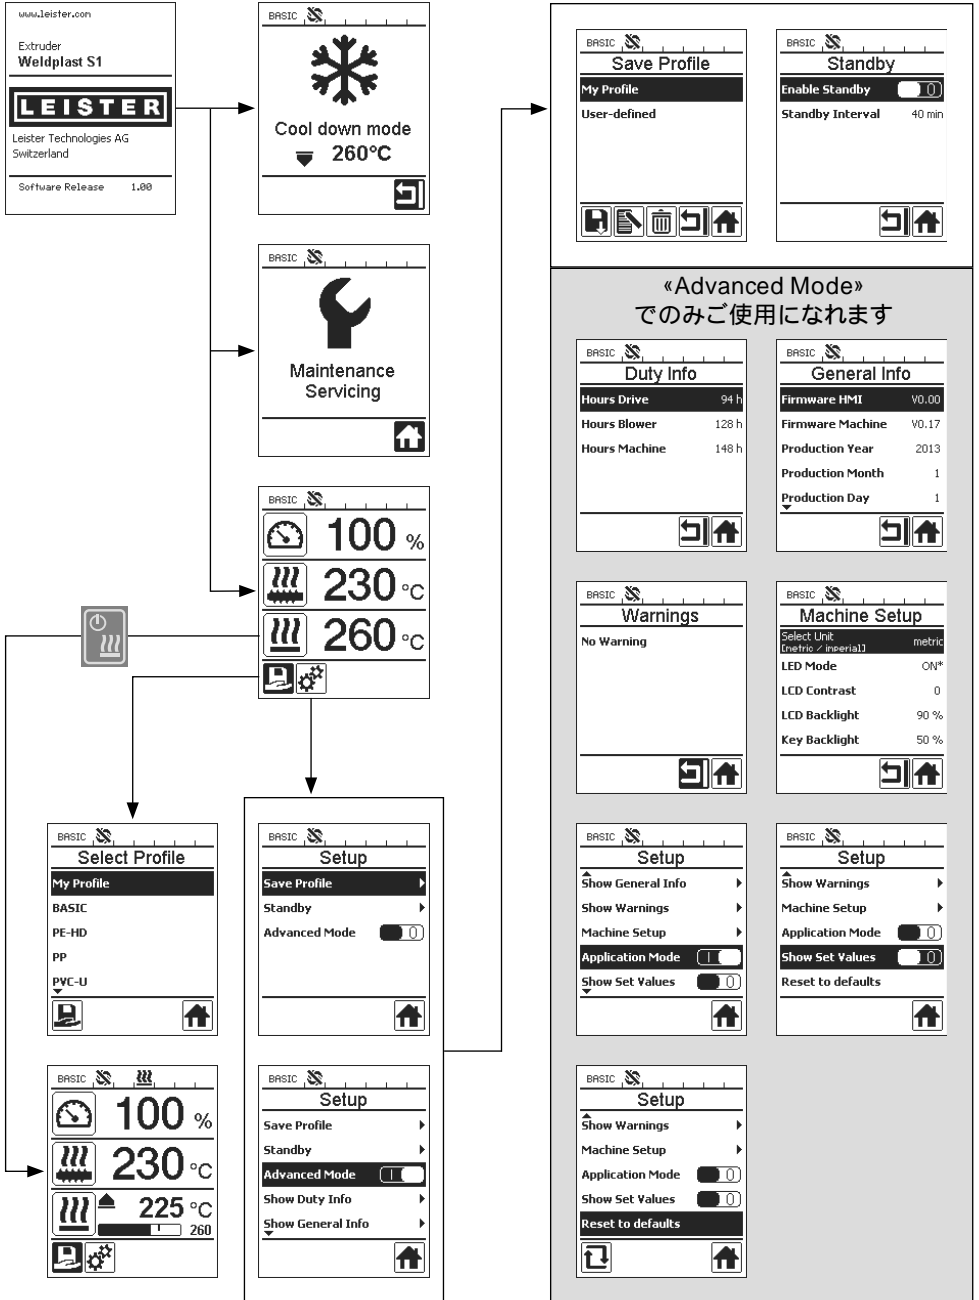 www.leister.com
Extruder
Weldplast S1
LEISTER
Leister Technologies AG
Switzerland
Software Release 1.00
BASIC
Cool down mode
260°C
BASIC
Maintenance
Servicing
BASIC
100 %
230 °C
260 °C
BASIC
Select Profile
My Profile
BASIC
PE-HD
PP
PVC-U
BASIC
100 %
230 °C
225 °C
260
BASIC
Setup
Save Profile
Standby
Advanced Mode 0
BASIC
Setup
Save Profile
Standby
Advanced Mode
Show Duty Info
Show General Info
BASIC
Save Profile
My Profile
User-defined
BASIC
Standby
Enable Standby 0
Standby Interval 40 min
«Advanced Mode»
でのみご使用になれます
BASIC
Duty Info
Hours Drive 94 h
Hours Blower 128 h
Hours Machine 148 h
BASIC
General Info
Firmware HMI V0.00
Firmware Machine V0.17
Production Year 2013
Production Month 1
Production Day 1
BASIC
Warnings
No Warning
BASIC
Machine Setup
Select Unit
[metric / imperial] metric
LED Mode ON*
LCD Contrast 0
LCD Backlight 90 %
Key Backlight 50 %
BASIC
Setup
Show General Info
Show Warnings
Machine Setup
Application Mode
Show Set Values 0
BASIC
Setup
Show Warnings
Machine Setup
Application Mode 0
Show Set Values 0
Reset to defaults
BASIC
Setup
Show Warnings
Machine Setup
Application Mode 0
Show Set Values 0
Reset to defaults